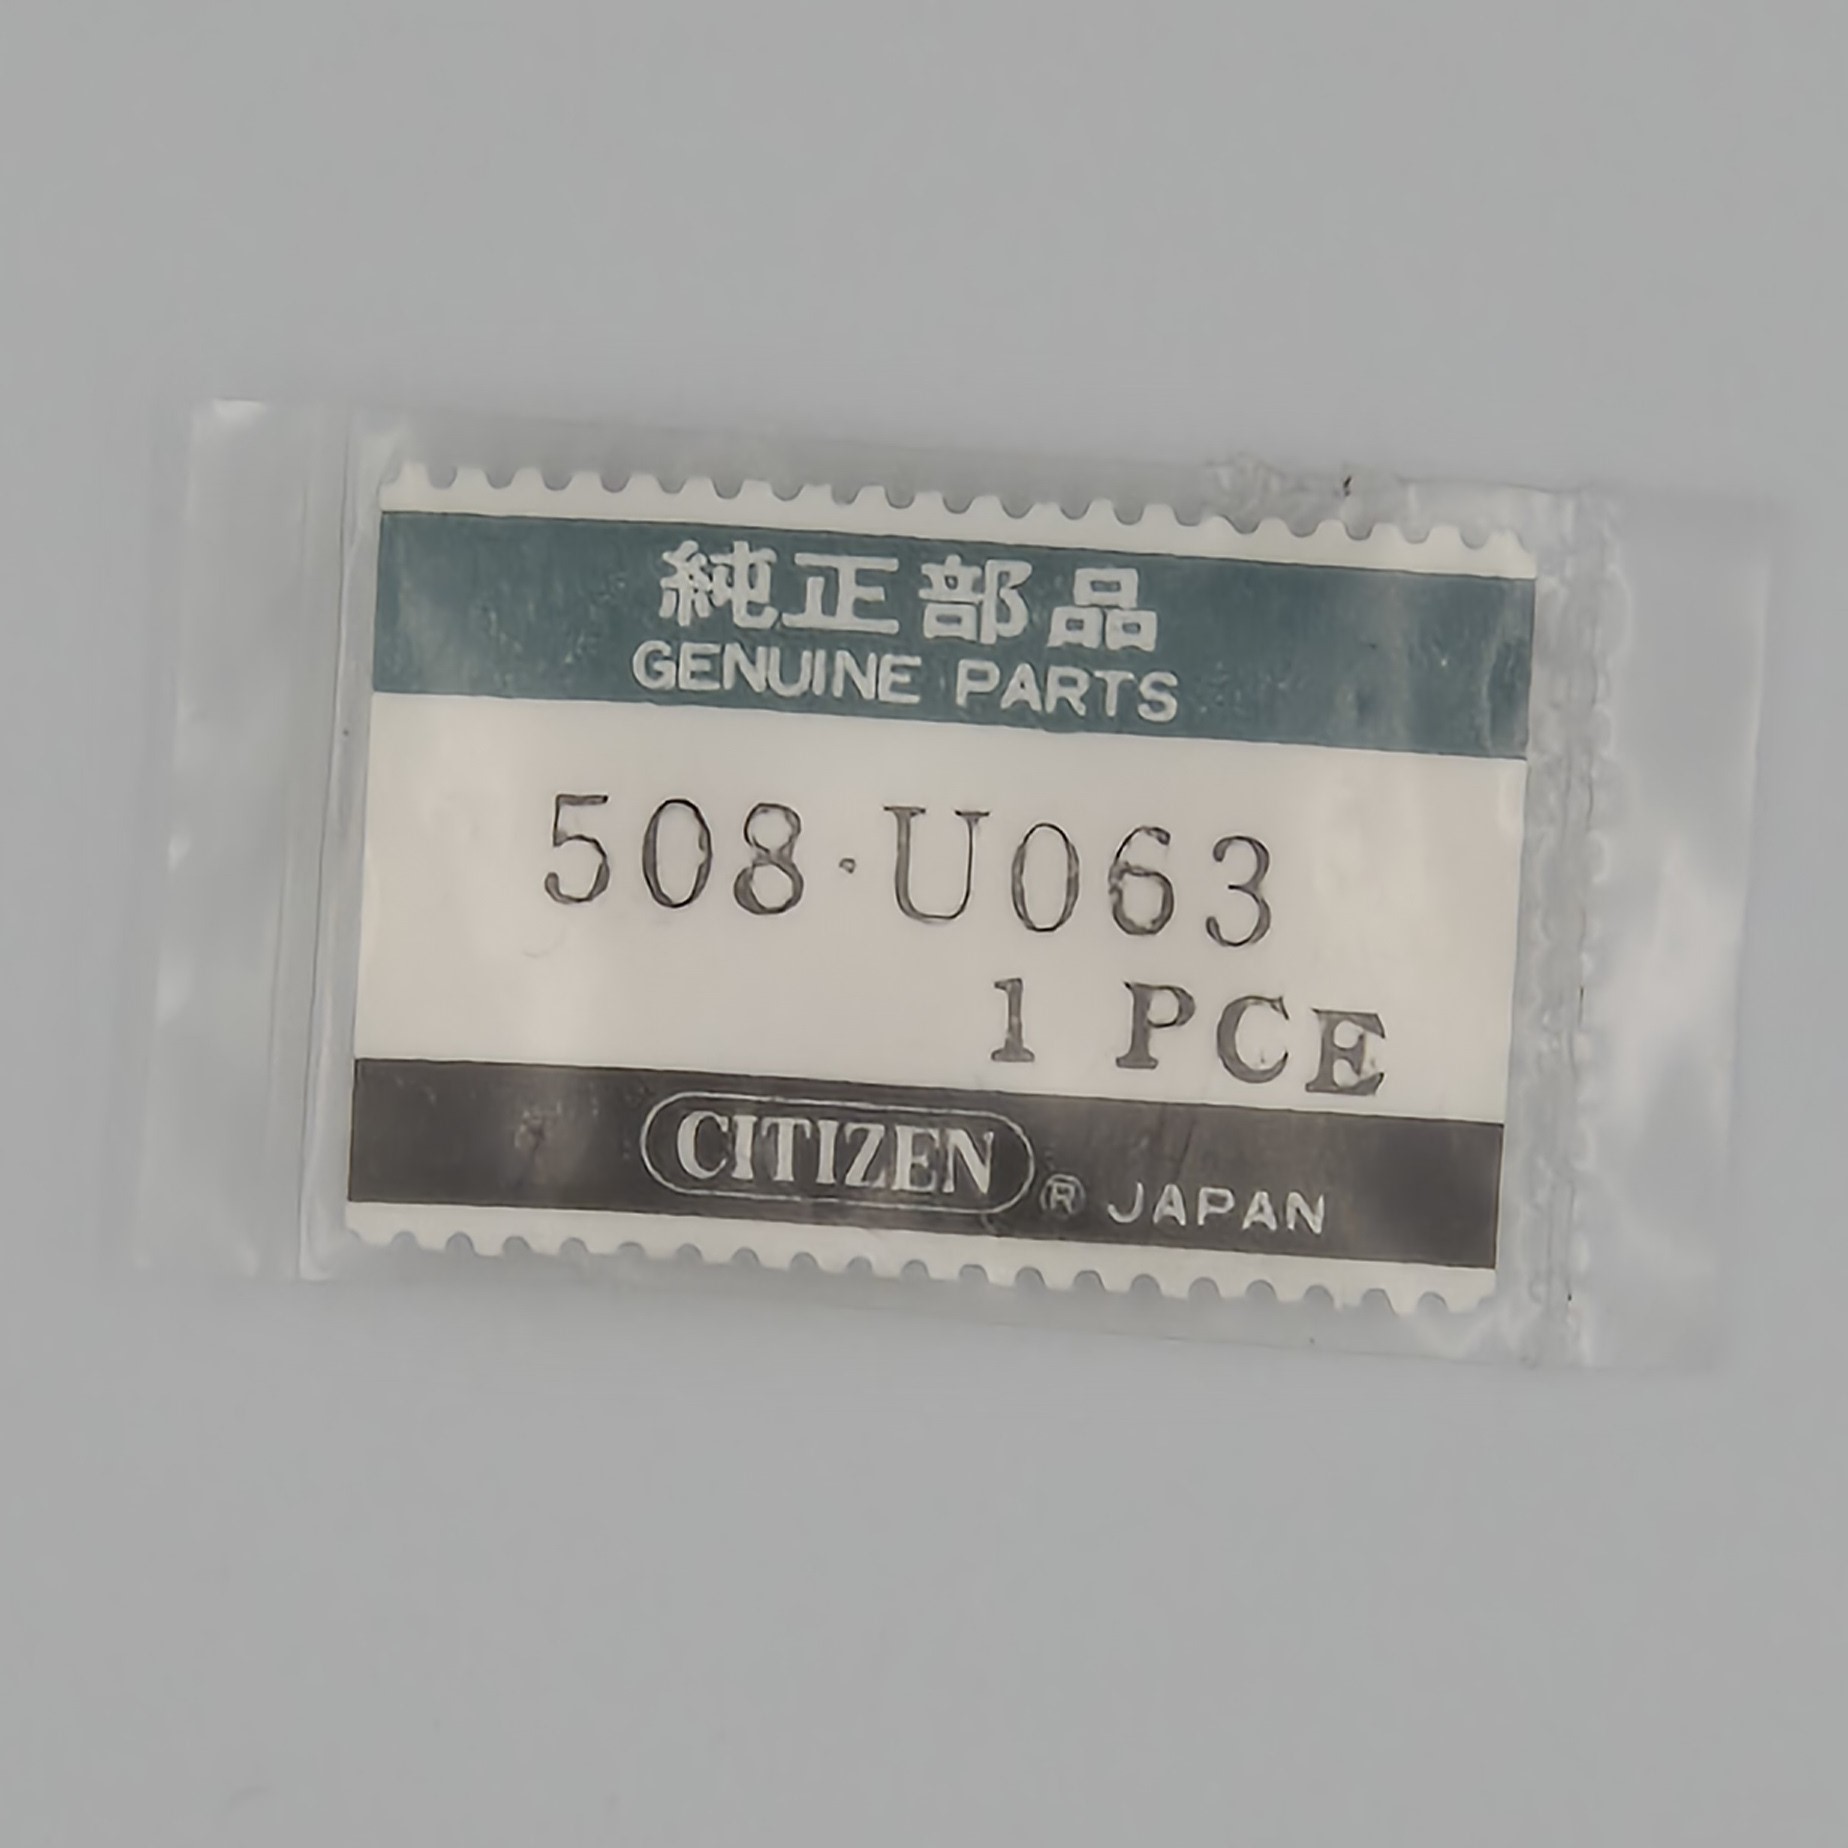 純正部品
GENUINE PARTS
508·U063
1 PCE
CITIZEN ® JAPAN